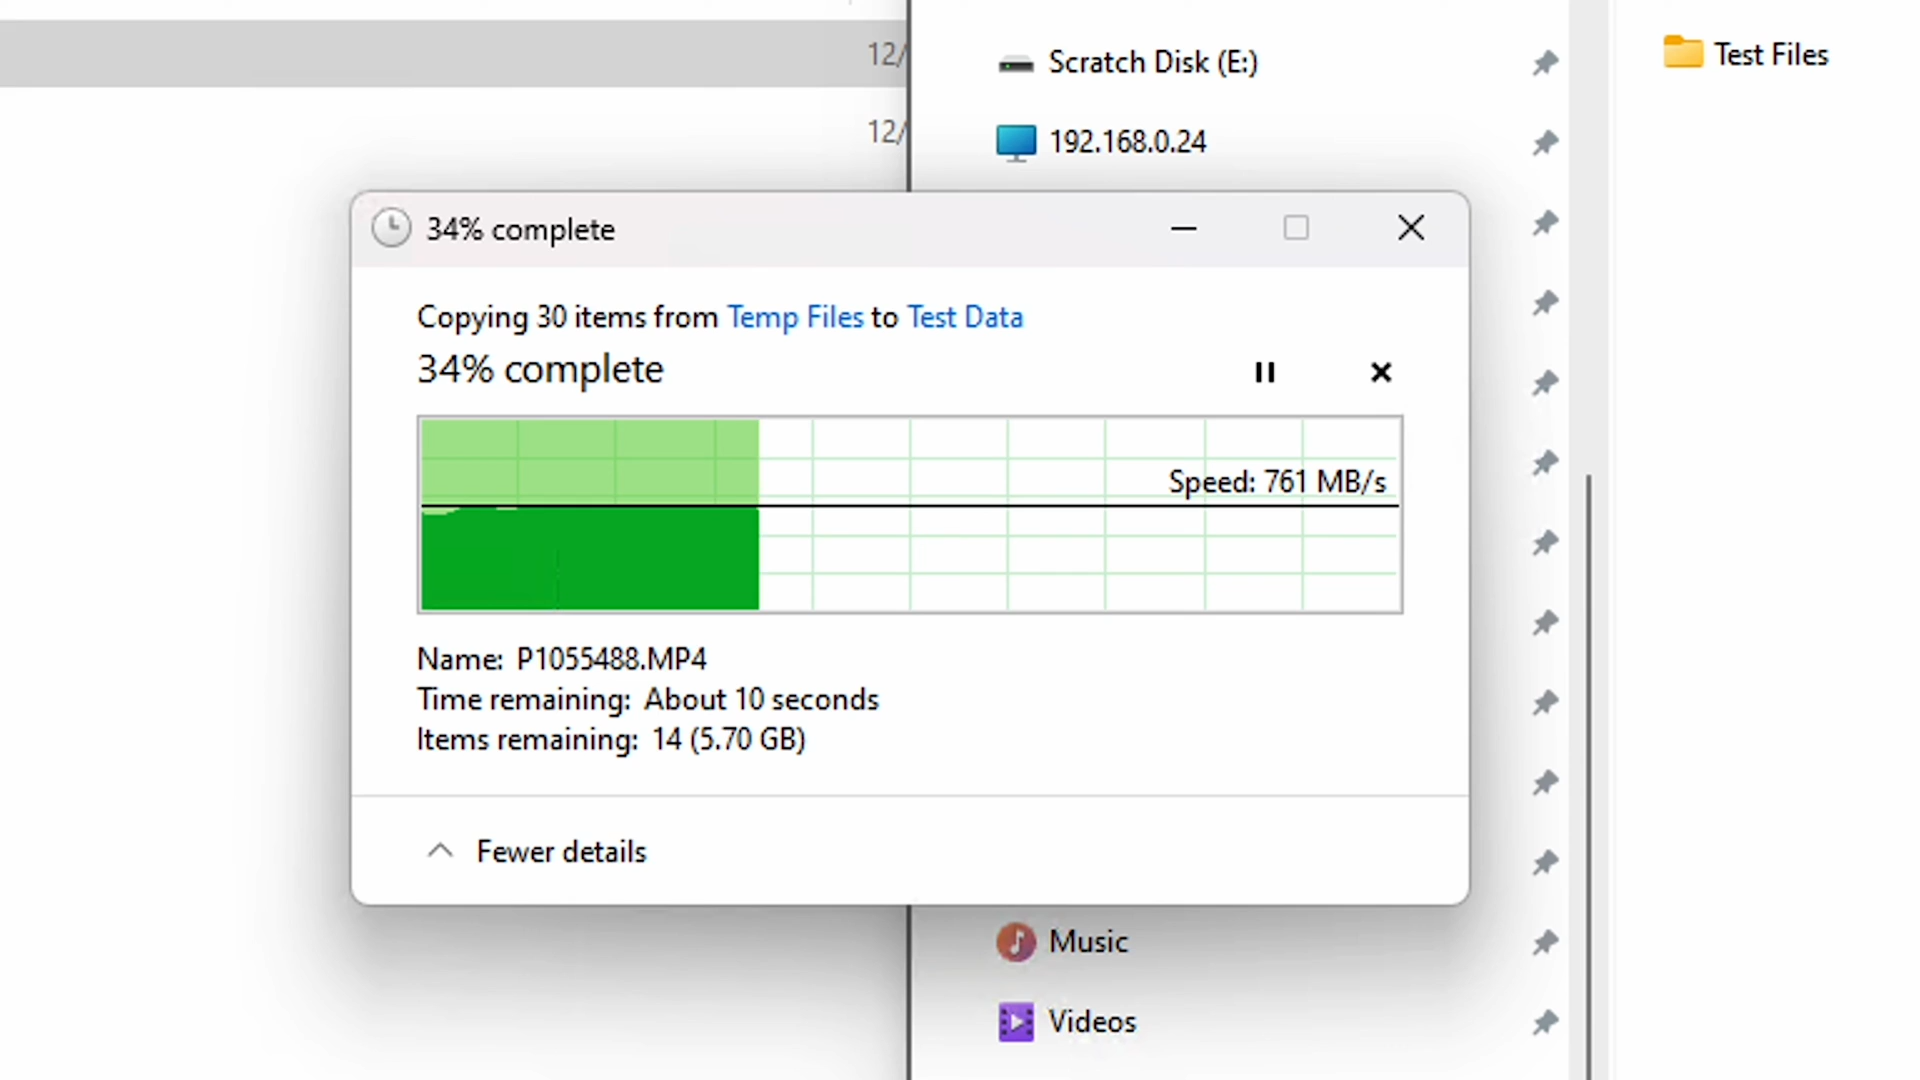 12/
12/
Scratch Disk (E:)
192.168.0.24
Test Files
34% complete
Copying 30 items from Temp Files to Test Data
34% complete
Speed: 761 MB/s
Name: P1055488.MP4
Time remaining: About 10 seconds
Items remaining: 14 (5.70 GB)
Fewer details
Music
Videos